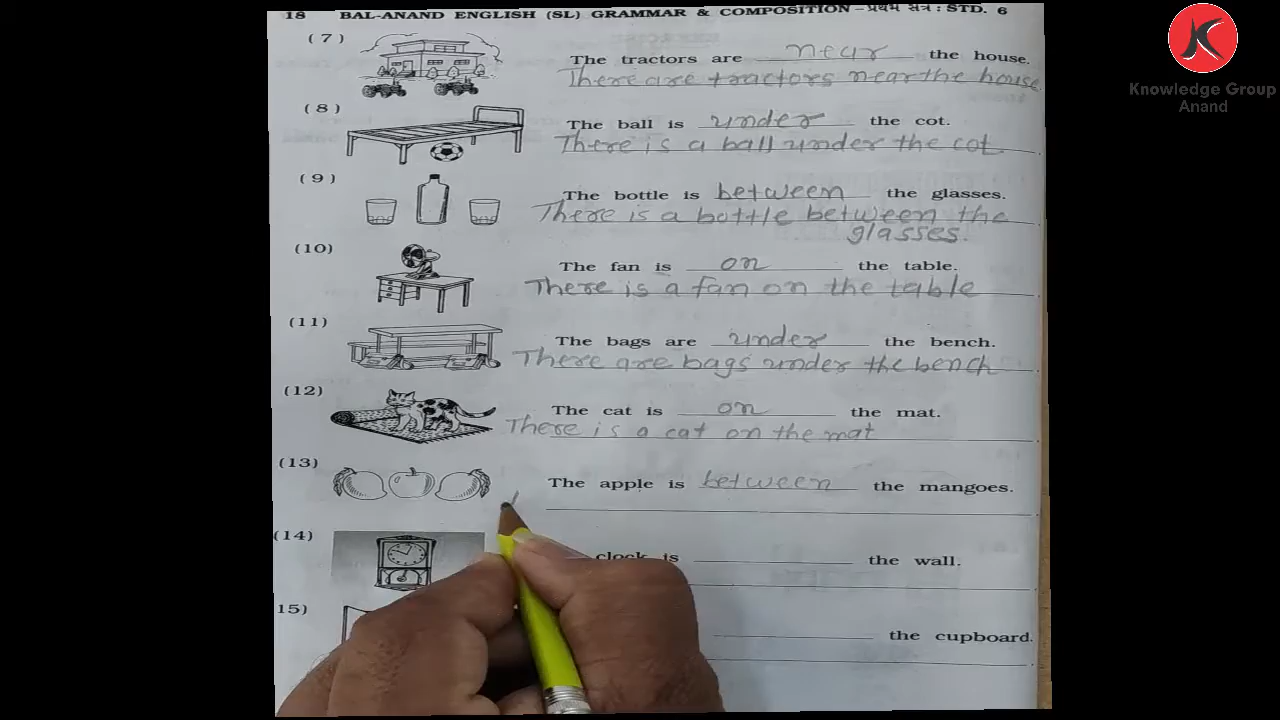 18 BAL-ANAND ENGLISH (SL) GRAMMAR & COMPOSITION – પ્રથમ સત્ર : STD. 6
Knowledge Group
Anand
(7)
The tractors are near the house.
There are tractors near the house.
(8)
The ball is under the cot.
There is a ball under the cot.
(9)
The bottle is between the glasses.
There is a bottle between the
glasses.
(10)
The fan is on the table.
There is a fan on the table
(11)
The bags are under the bench.
There are bags under the bench
(12)
The cat is on the mat.
There is a cat on the mat
(13)
The apple is between the mangoes.
(14)
clock is the wall.
15)
the cupboard.